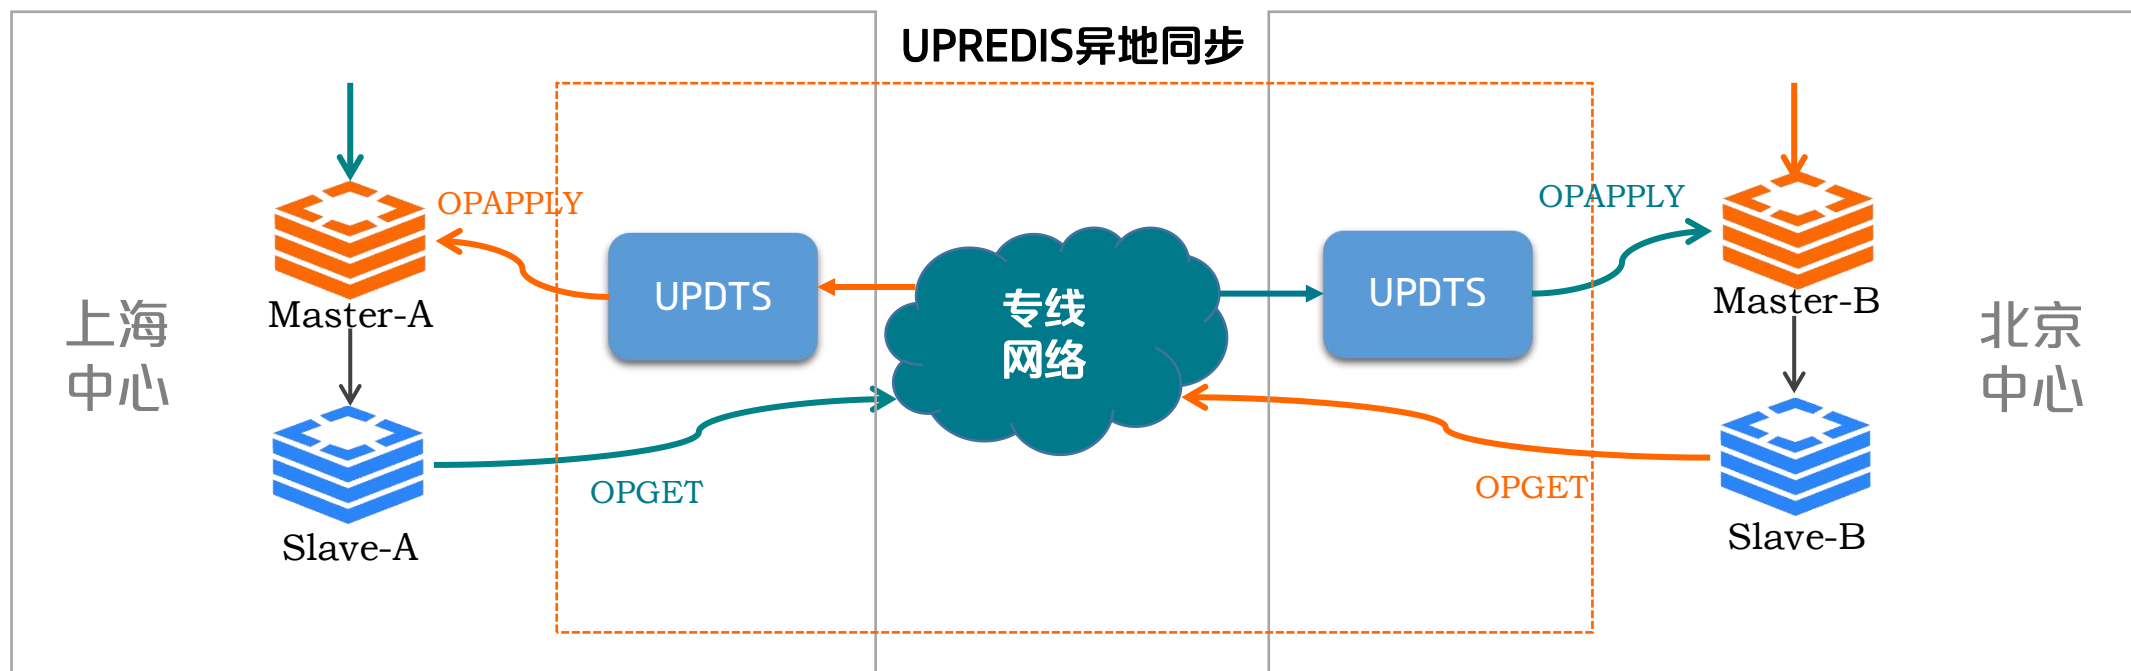 UPREDIS异地同步
OPAPPLY
OPAPPLY
UPDTS
UPDTS
专线
网络
Master-A
Master-B
上海
中心
北京
中心
OPGET
OPGET
Slave-A
Slave-B